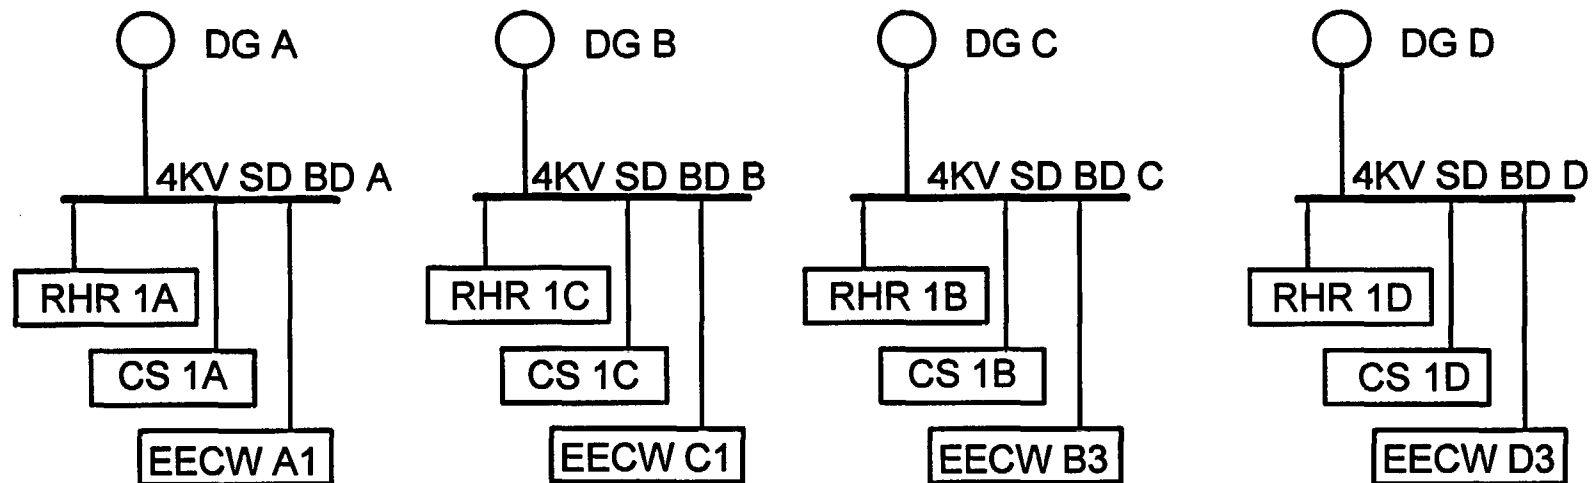 DG A
DG B
DG C
DG D
4KV SD BD A
4KV SD BD B
4KV SD BD C
4KV SD BD D
RHR 1A
RHR 1C
RHR 1B
RHR 1D
CS 1A
CS 1C
CS 1B
CS 1D
EECW A1
EECW C1
EECW B3
EECW D3